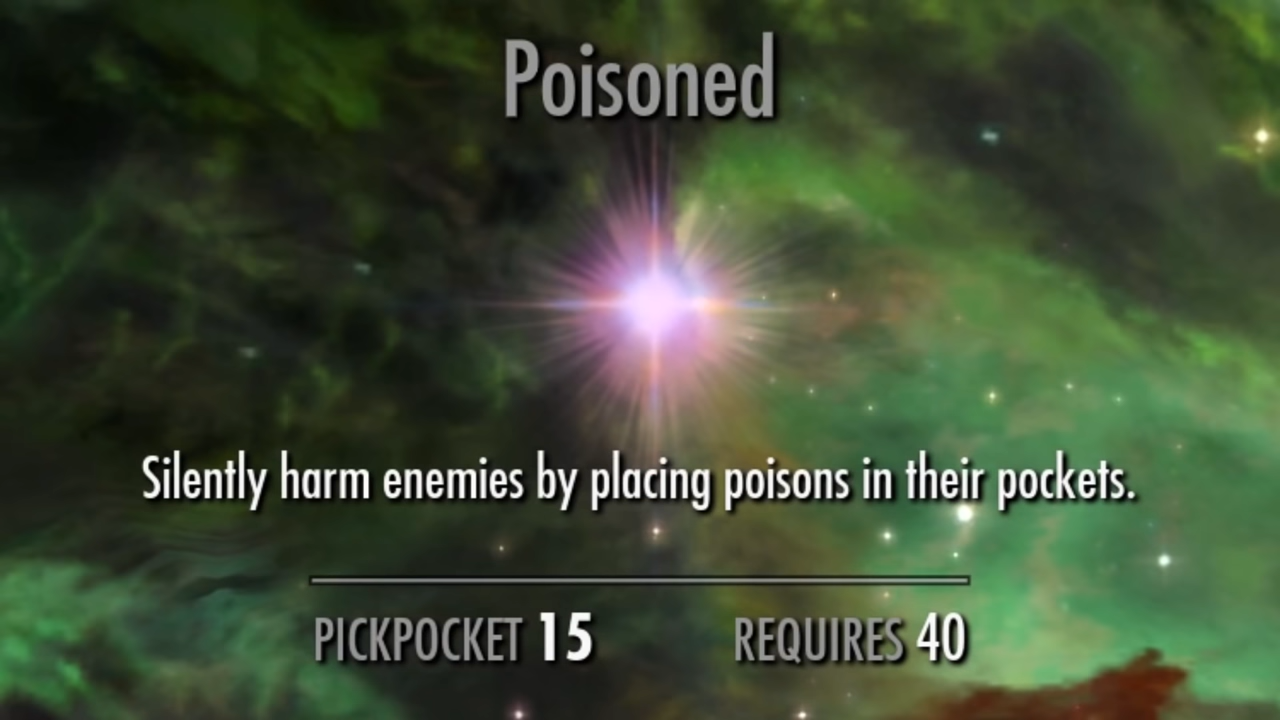 Poisoned
Silently harm enemies by placing poisons in their pockets.
PICKPOCKET 15 REQUIRES 40